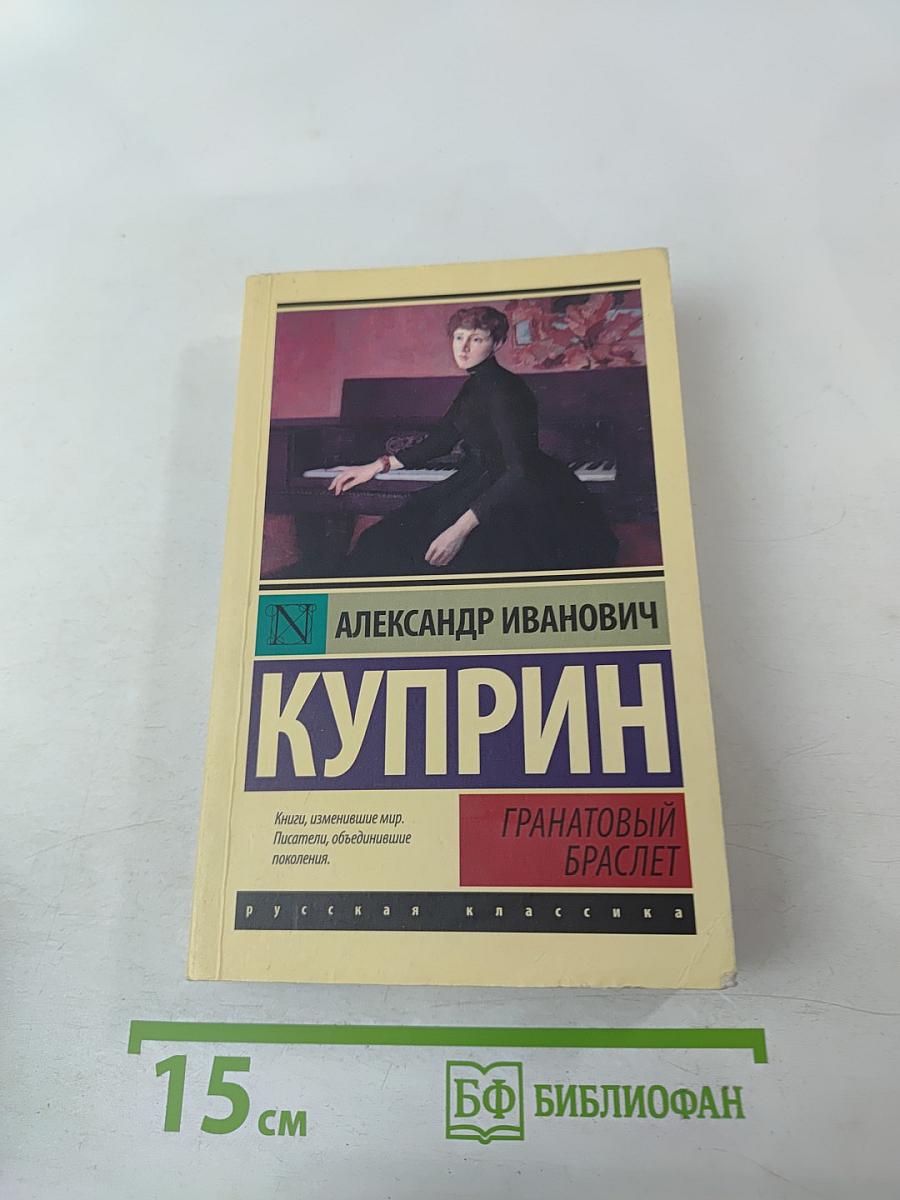 N
АЛЕКСАНДР ИВАНОВИЧ
КУПРИН
Книги, изменившие мир.
Писатели, объединившие
поколения.
ГРАНАТОВЫЙ
БРАСЛЕТ
русская классика
15 см
БФ БИБЛИОФАН